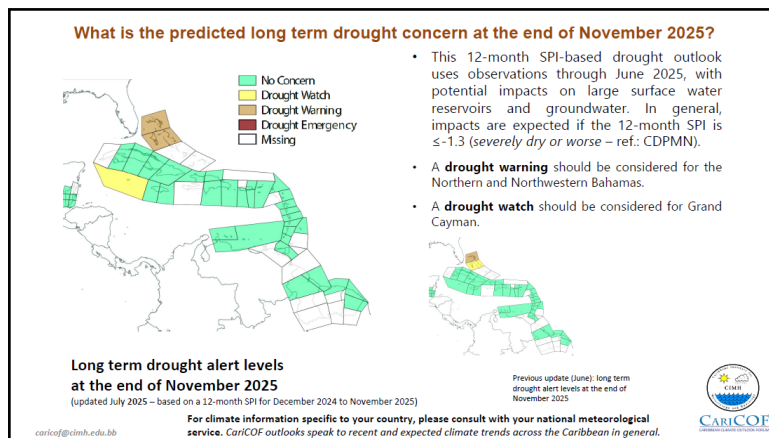 What is the predicted long term drought concern at the end of November 2025?
No Concern
Drought Watch
Drought Warning
Drought Emergency
Missing
• This 12-month SPI-based drought outlook
uses observations through June 2025, with
potential impacts on large surface water
reservoirs and groundwater. In general,
impacts are expected if the 12-month SPI is
≤-1.3 (severely dry or worse – ref.: CDPMN).
• A drought warning should be considered for the
Northern and Northwestern Bahamas.
• A drought watch should be considered for Grand
Cayman.
Long term drought alert levels
at the end of November 2025
(updated July 2025 – based on a 12-month SPI for December 2024 to November 2025)
Previous update (June): long term
drought alert levels at the end of
November 2025
CIMH
CARICOF
CARIBBEAN CLIMATE OUTLOOK FORUM
caricof@cimh.edu.bb
For climate information specific to your country, please consult with your national meteorological
service. CariCOF outlooks speak to recent and expected climate trends across the Caribbean in general.